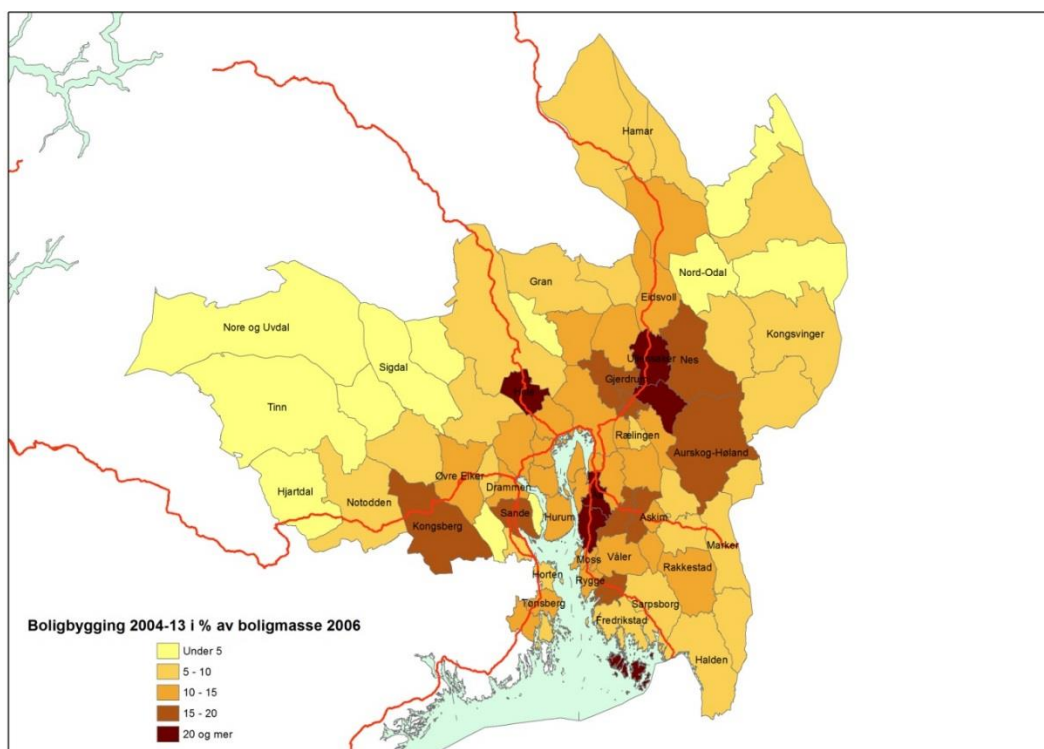 Hamar
Gran
Nord-Odal
Eidsvoll
Nore og Uvdal
Kongsvinger
Sigdal
Nes
Gjerdrum
Tinn
Rælingen
Aurskog-Høland
Øvre Eiker
Hjartdal
Notodden
Drammen
Kongsberg
Sande
Hurum
Askim
Marker
Moss
Våler
Rakkestad
Horten
Rygge
Tønsberg
Sarpsborg
Fredrikstad
Halden
Boligbygging 2004-13 i % av boligmasse 2006
Under 5
5 - 10
10 - 15
15 - 20
20 og mer